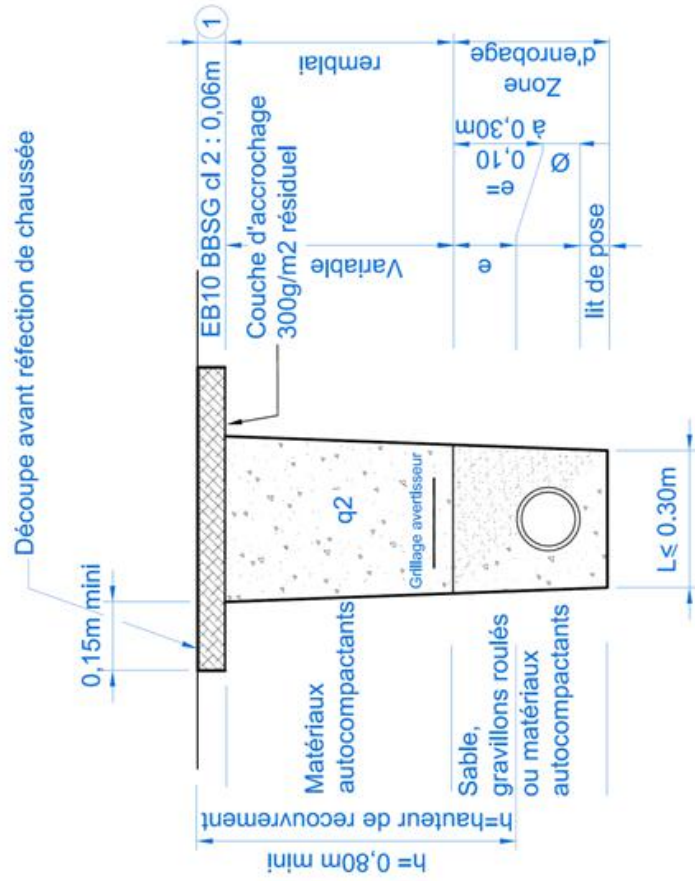 Découpe avant réfection de chaussée
0,15m mini
1
EB10 BBSG cl 2 : 0,06m
Couche d'accrochage
300g/m2 résiduel
h= 0,80m mini
h=hauteur de recouvrement
Matériaux
autocompactants
q2
Grillage avertisseur
Variable
remblai
Sable,
gravillons roulés
ou matériaux
autocompactants
e
e=
0,10
à 0,30m
Ø
Zone
d'enrobage
lit de pose
L≤ 0.30m